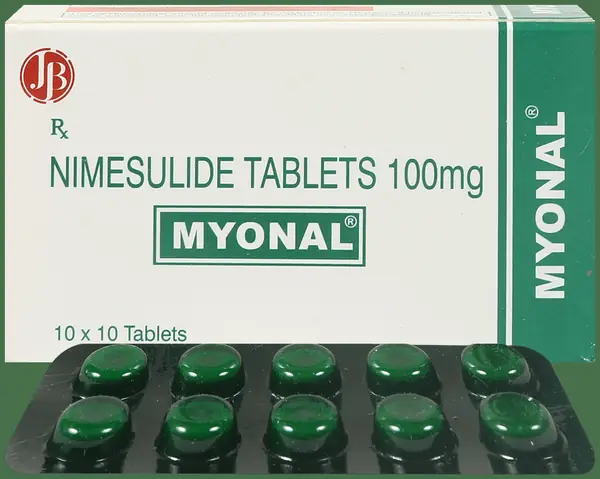 JB
Rx
NIMESULIDE TABLETS 100mg
MYONAL®
10 x 10 Tablets
MYONAL®